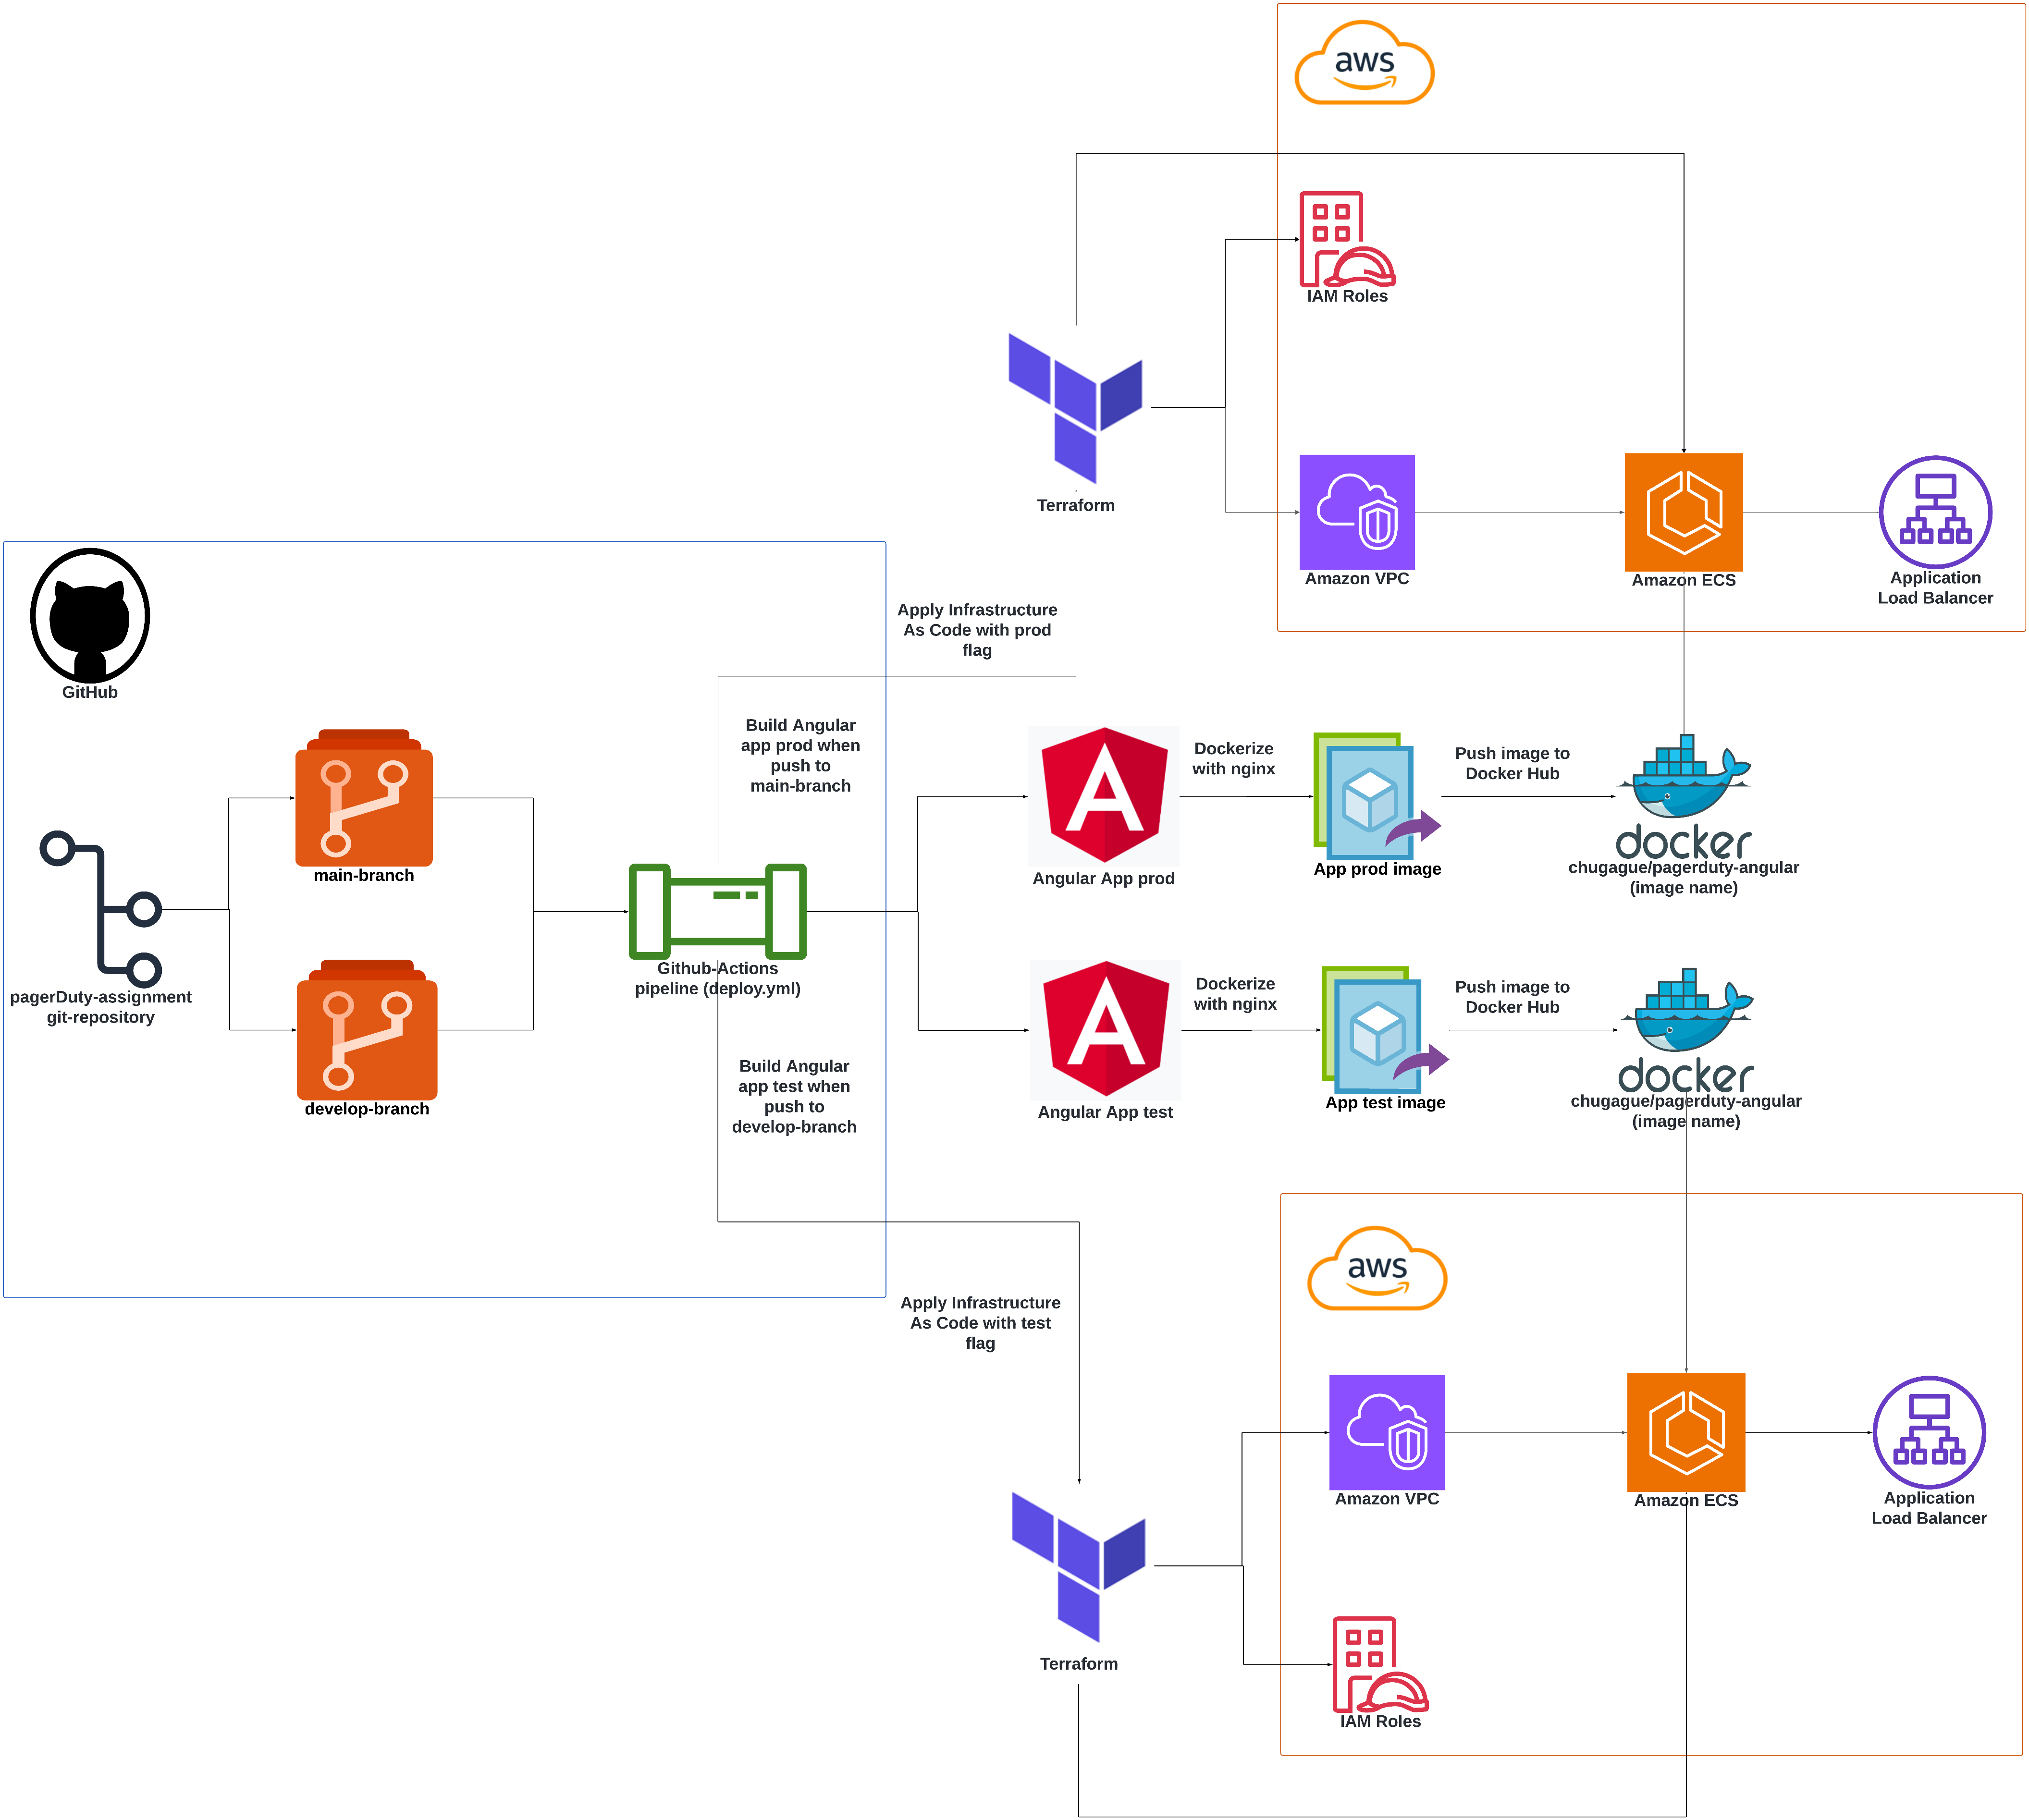 aws
IAM Roles
Terraform
Amazon VPC
Amazon ECS
Application
Load Balancer
Apply Infrastructure
As Code with prod
flag
GitHub
Build Angular
app prod when
push to
main-branch
Dockerize
with nginx
Push image to
Docker Hub
main-branch
Angular App prod
App prod image
docker
chugague/pagerduty-angular
(image name)
pagerDuty-assignment
git-repository
Github-Actions
pipeline (deploy.yml)
Dockerize
with nginx
Push image to
Docker Hub
develop-branch
Build Angular
app test when
push to
develop-branch
Angular App test
App test image
docker
chugague/pagerduty-angular
(image name)
Apply Infrastructure
As Code with test
flag
aws
Amazon VPC
Amazon ECS
Application
Load Balancer
Terraform
IAM Roles